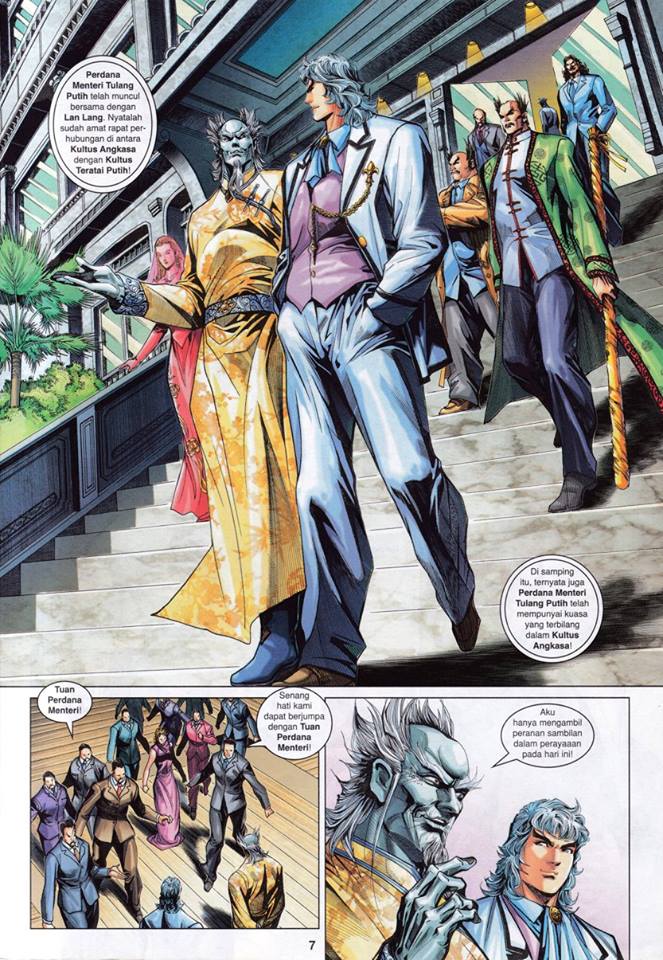 Perdana
Menteri Tulang
Putih telah muncul
bersama dengan
Lan Lang. Nyatalah
sudah amat rapat per-
hubungan di antara
Kultus Angkasa
dengan Kultus
Teratai Putih!
Di samping
itu, ternyata juga
Perdana Menteri
Tulang Putih telah
mempunyai kuasa
yang terbilang
dalam Kultus
Angkasa!
Tuan
Perdana
Menteri!
Senang
hati kami
dapat berjumpa
dengan Tuan
Perdana
Menteri!
Aku
hanya mengambil
peranan sambilan
dalam perayaaan
pada hari ini!
7